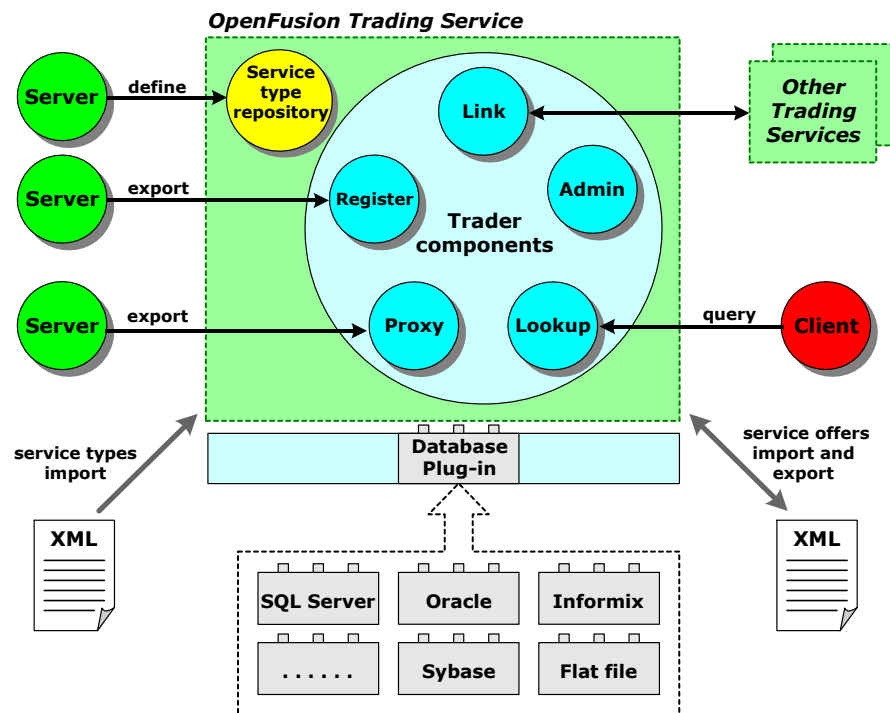 OpenFusion Trading Service
Server
define
Service
type
repository
Link
Other
Trading
Services
Server
export
Register
Admin
Trader
components
Server
export
Proxy
Lookup
query
Client
service types
import
Database
Plug-in
service offers
import and
export
XML
XML
SQL Server
Oracle
Informix
. . . . . .
Sybase
Flat file